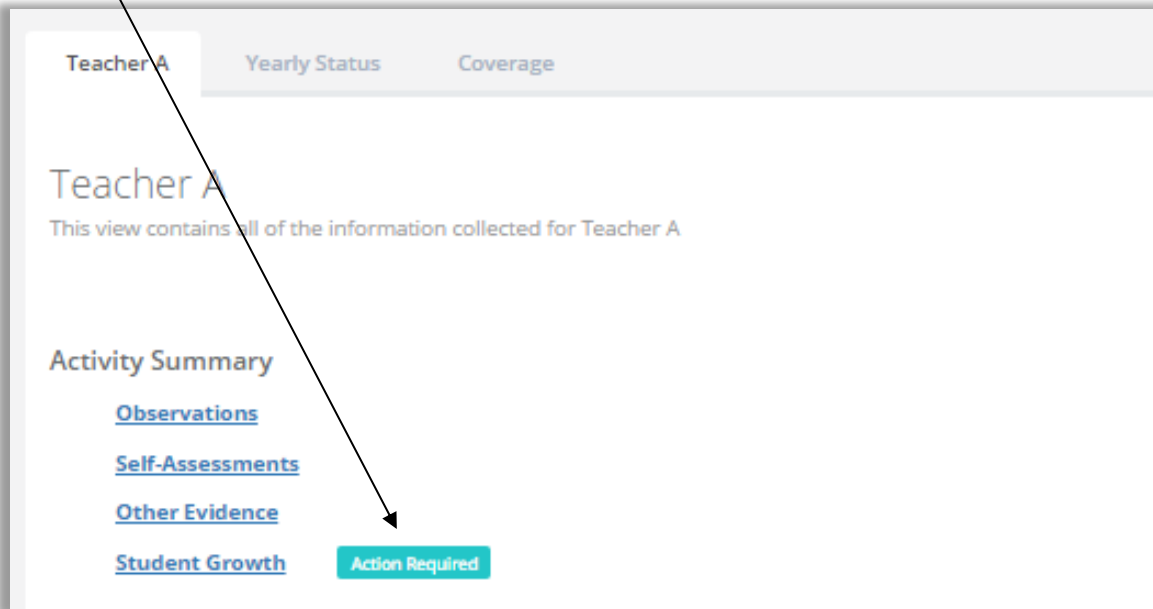 Teacher A Yearly Status Coverage
Teacher A
This view contains all of the information collected for Teacher A
Activity Summary
Observations
Self-Assessments
Other Evidence
Student Growth Action Required